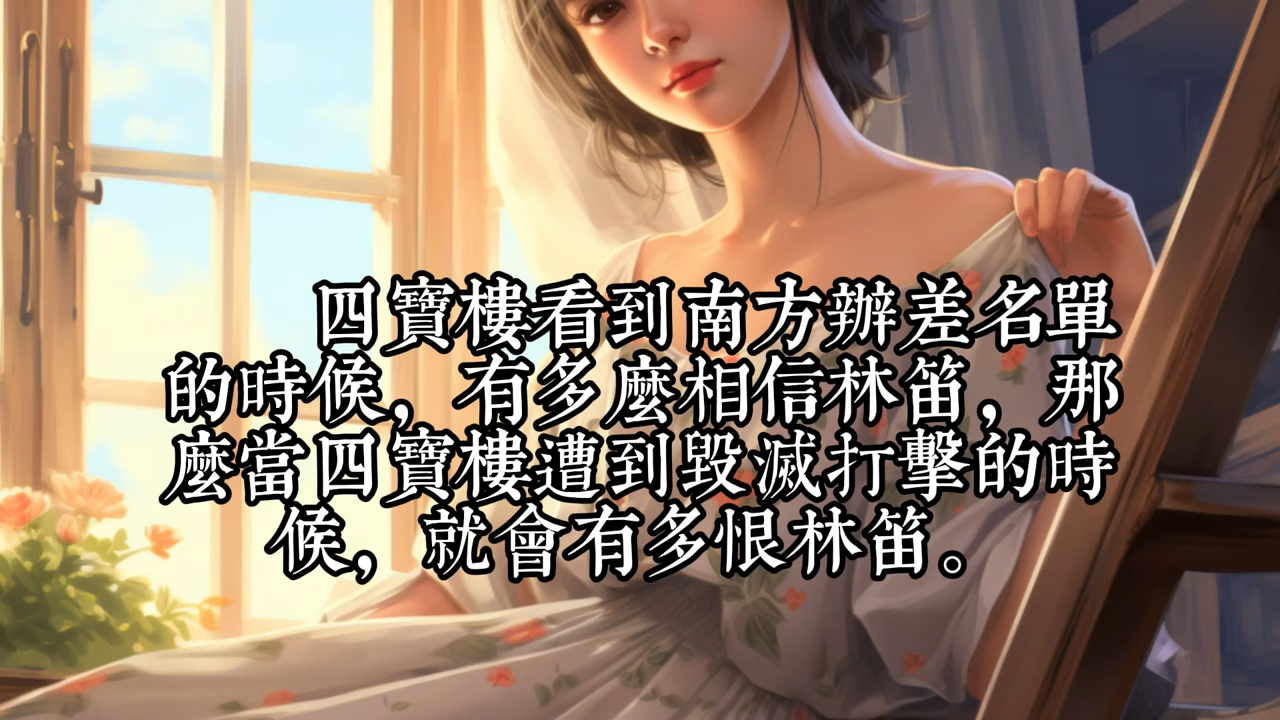 四寶樓看到南方辦差名單
的時候，有多麼相信林笛，那
麼當四寶樓遭到毀滅打擊的時
候，就會有多恨林笛。